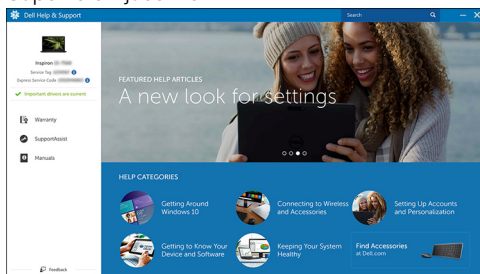 Dell Help & Support
Search
Inspiron
Service Tag
Express Service Code
Important drivers are current
Warranty
SupportAssist
Manuals
Feedback
FEATURED HELP ARTICLES
A new look for settings
HELP CATEGORIES
Getting Around
Windows 10
Connecting to Wireless
and Accessories
Setting Up Accounts
and Personalization
Getting to Know Your
Device and Software
Keeping Your System
Healthy
Find Accessories
at Dell.com